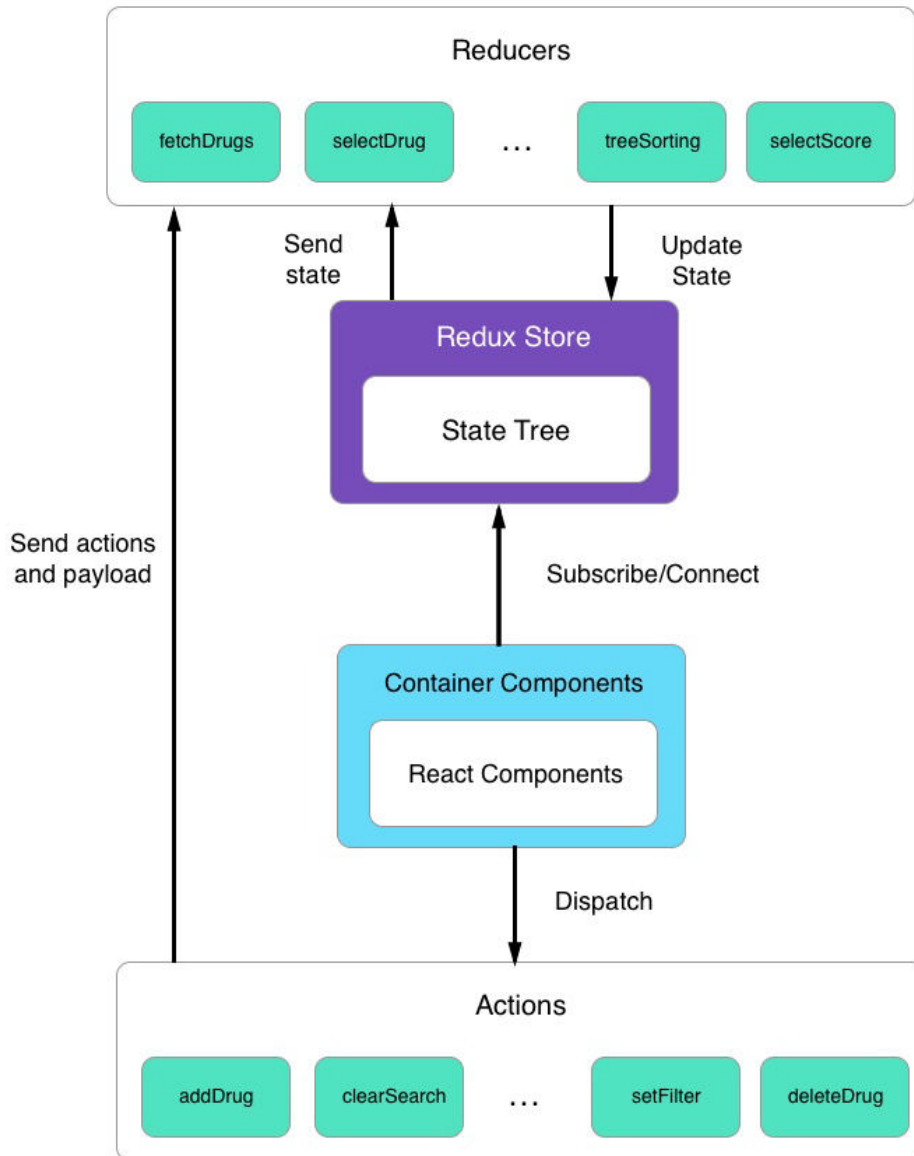 Reducers
fetchDrugs
selectDrug
...
treeSorting
selectScore
Send
state
Update
State
Redux Store
State Tree
Send actions
and payload
Subscribe/Connect
Container Components
React Components
Dispatch
Actions
addDrug
clearSearch
...
setFilter
deleteDrug